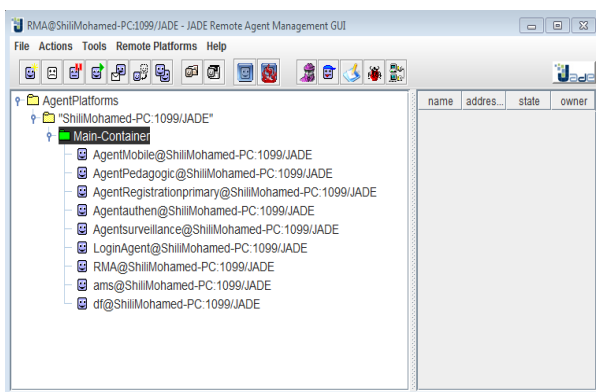 RMA@ShiliMohamed-PC:1099/JADE - JADE Remote Agent Management GUI
File Actions Tools Remote Platforms Help
Jade
AgentPlatforms
"ShiliMohamed-PC:1099/JADE"
Main-Container
AgentMobile@ShiliMohamed-PC:1099/JADE
AgentPedagogic@ShiliMohamed-PC:1099/JADE
AgentRegistrationprimary@ShiliMohamed-PC:1099/JADE
Agentauthen@ShiliMohamed-PC:1099/JADE
Agentsurveillance@ShiliMohamed-PC:1099/JADE
LoginAgent@ShiliMohamed-PC:1099/JADE
RMA@ShiliMohamed-PC:1099/JADE
ams@ShiliMohamed-PC:1099/JADE
df@ShiliMohamed-PC:1099/JADE
name addres... state owner